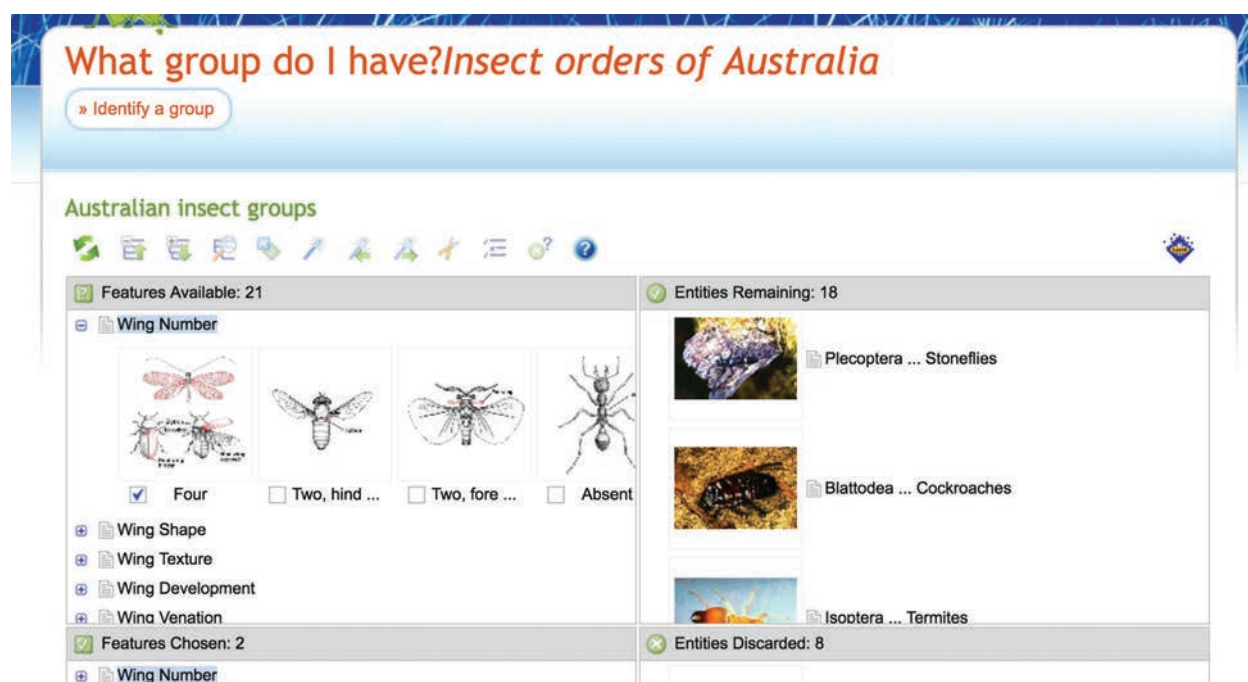 What group do I have?Insect orders of Australia
» Identify a group
Australian insect groups
Features Available: 21
Wing Number
Four
Two, hind ...
Two, fore ...
Absent
Wing Shape
Wing Texture
Wing Development
Wing Venation
Entities Remaining: 18
Plecoptera ... Stoneflies
Blattodea ... Cockroaches
Isoptera ... Termites
Features Chosen: 2
Wing Number
Entities Discarded: 8